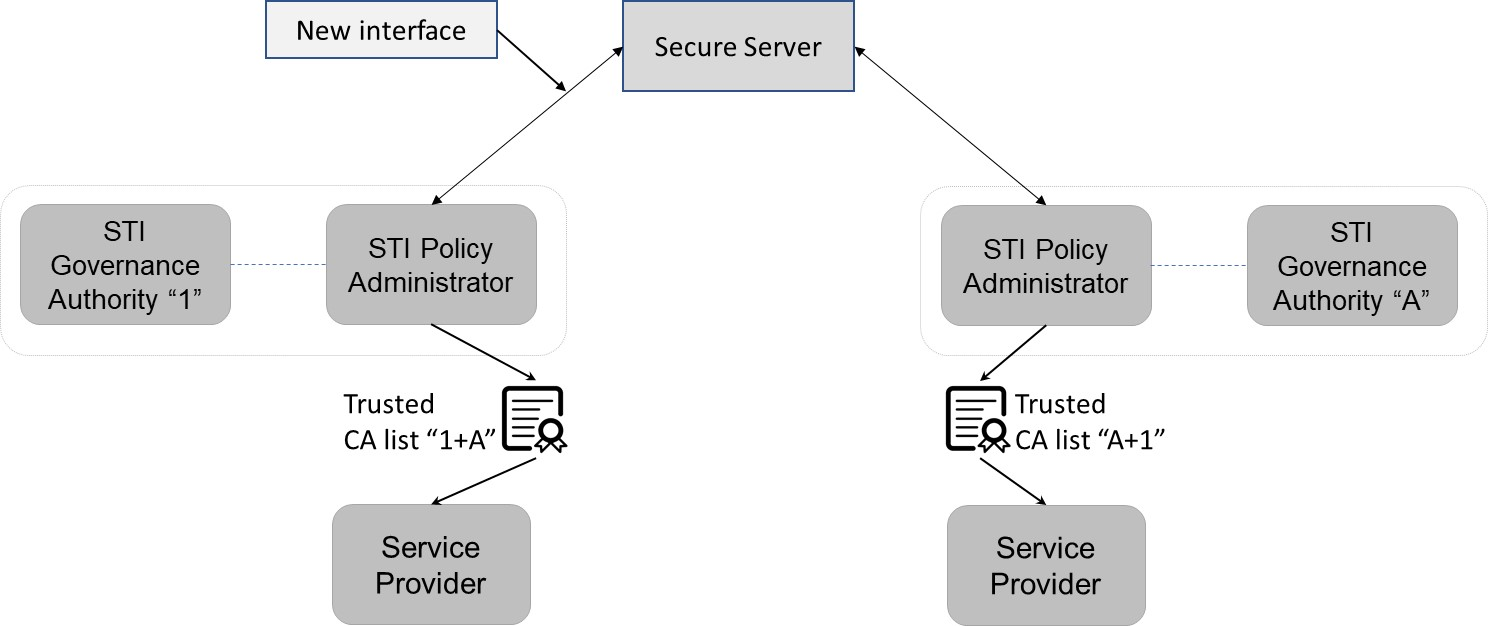 New interface
Secure Server
STI
Governance
Authority “1”
STI Policy
Administrator
STI Policy
Administrator
STI
Governance
Authority “A”
Trusted
CA list “1+A”
Trusted
CA list “A+1”
Service
Provider
Service
Provider